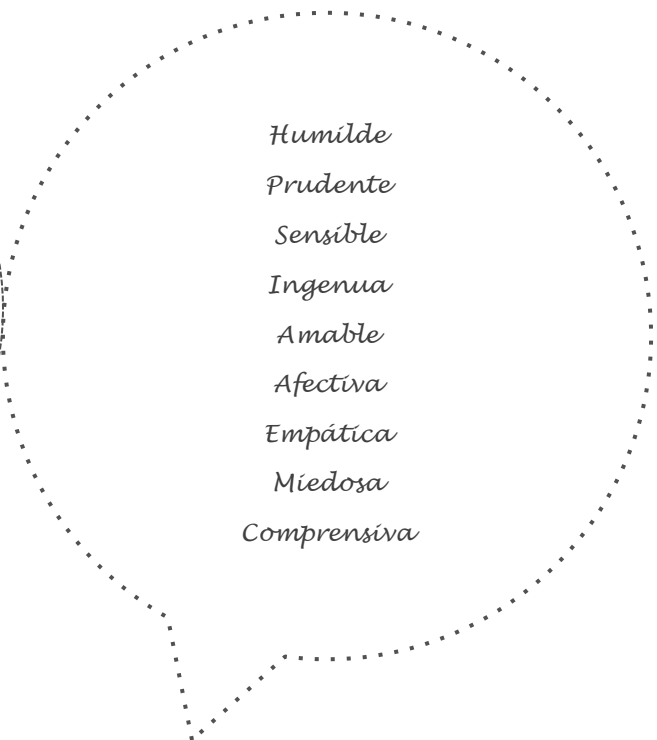 Humilde
Prudente
Sensible
Ingenua
Amable
Afectiva
Empática
Miedosa
Comprensiva